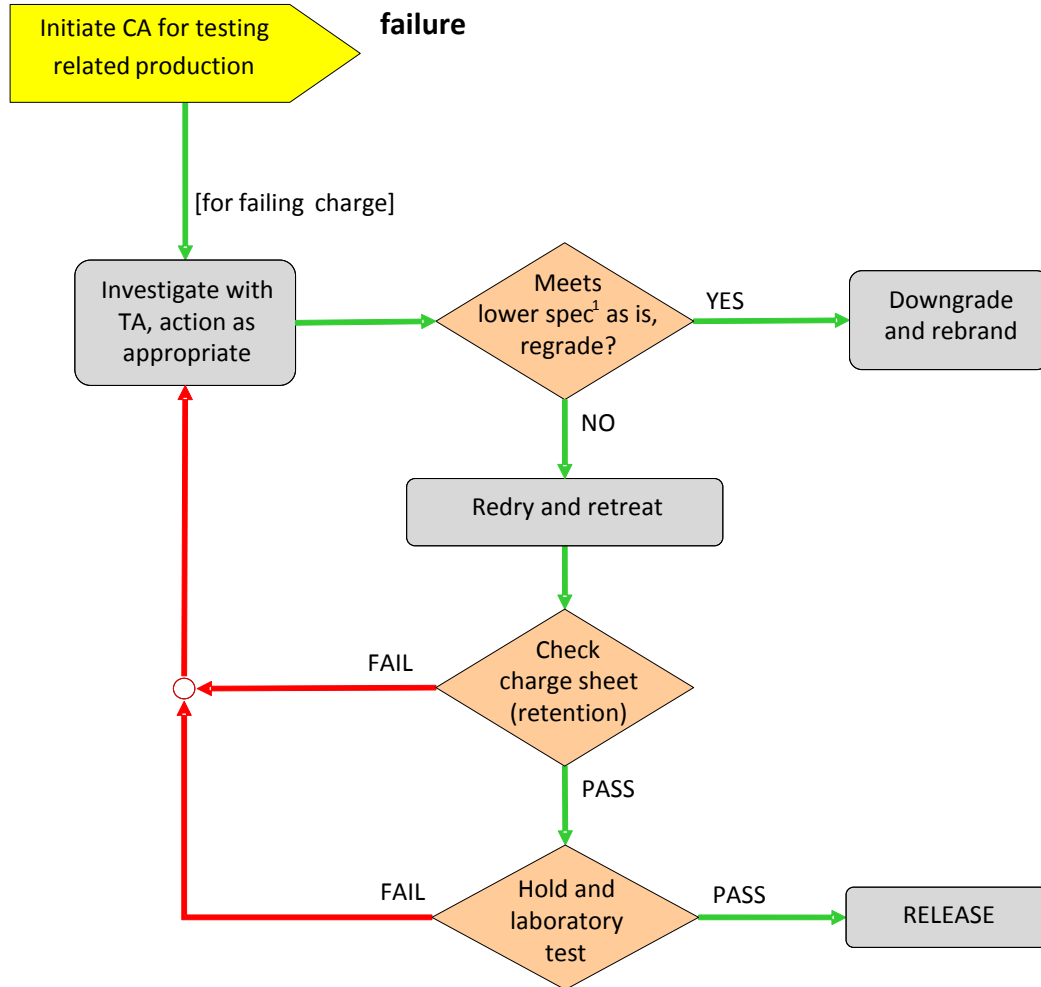 Initiate CA for testing
related production
failure
[for failing charge]
Investigate with
TA, action as
appropriate
Meets
lower spec¹ as is,
regrade?
YES
Downgrade
and rebrand
NO
Redry and retreat
Check
charge sheet
(retention)
FAIL
PASS
Hold and
laboratory
test
FAIL
PASS
RELEASE